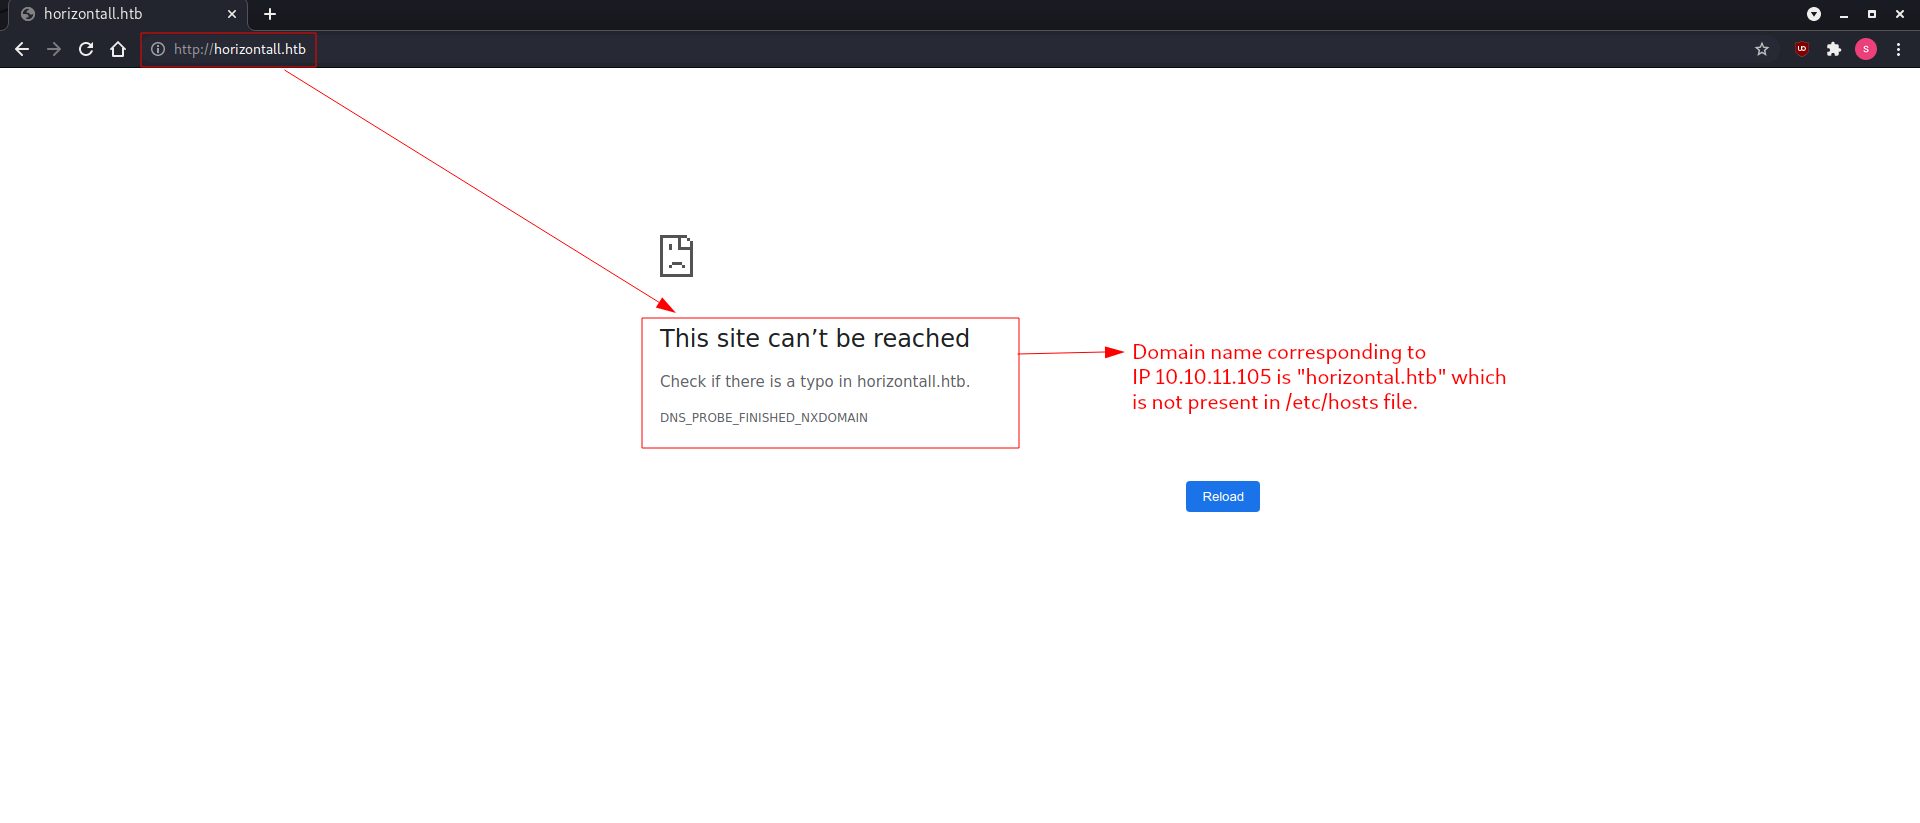 horizontall.htb
http://horizontall.htb
S
This site can’t be reached
Check if there is a typo in horizontall.htb.
DNS_PROBE_FINISHED_NXDOMAIN
Domain name corresponding to
IP 10.10.11.105 is "horizontal.htb" which
is not present in /etc/hosts file.
Reload